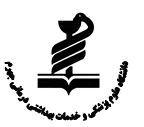 دانشگاه علوم پزشکی و خدمات بهداشتی درمانی جهرم